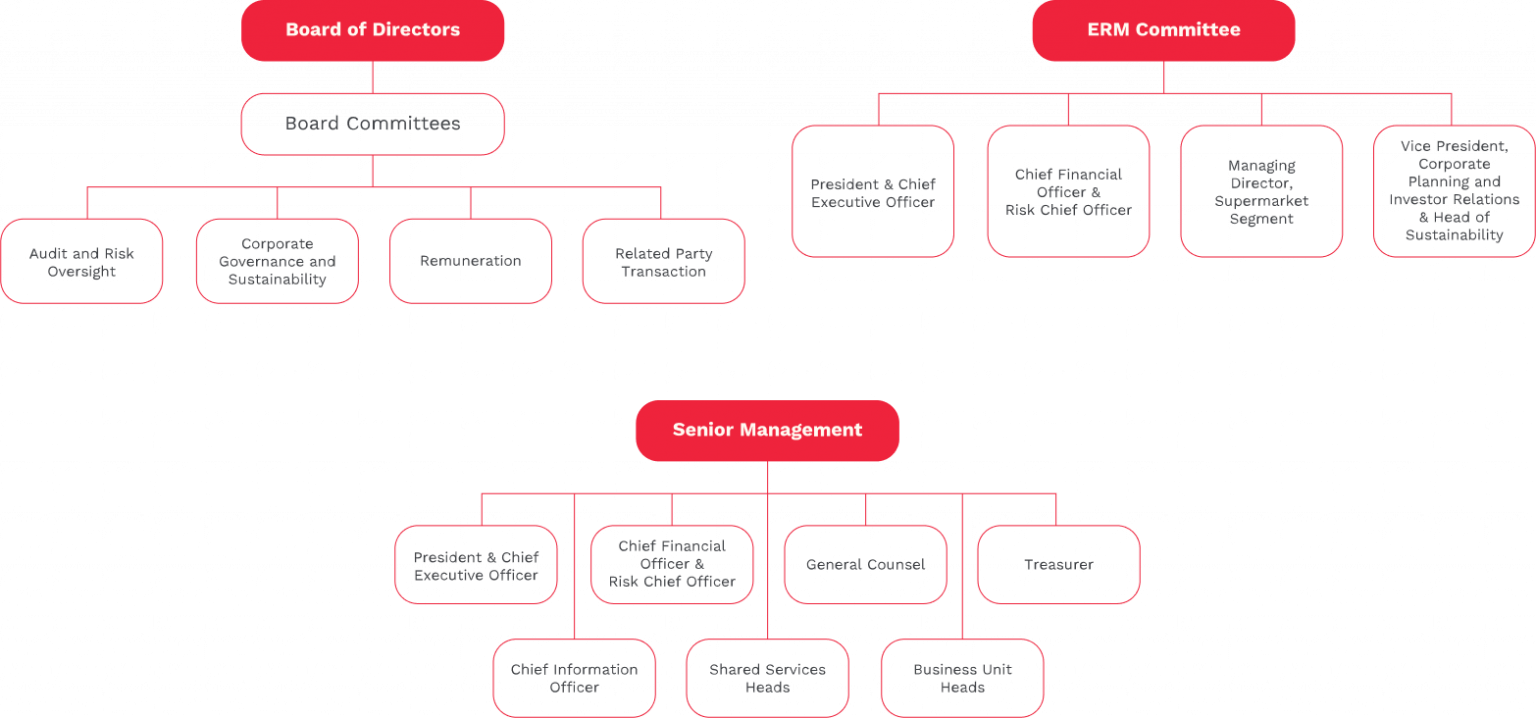 Board of Directors
Board Committees
Audit and Risk
Oversight
Corporate
Governance and
Sustainability
Remuneration
Related Party
Transaction
ERM Committee
President & Chief
Executive Officer
Chief Financial
Officer &
Risk Chief Officer
Managing
Director,
Supermarket
Segment
Vice President,
Corporate
Planning and
Investor Relations
& Head of
Sustainability
Senior Management
President & Chief
Executive Officer
Chief Financial
Officer &
Risk Chief Officer
General Counsel
Treasurer
Chief Information
Officer
Shared Services
Heads
Business Unit
Heads